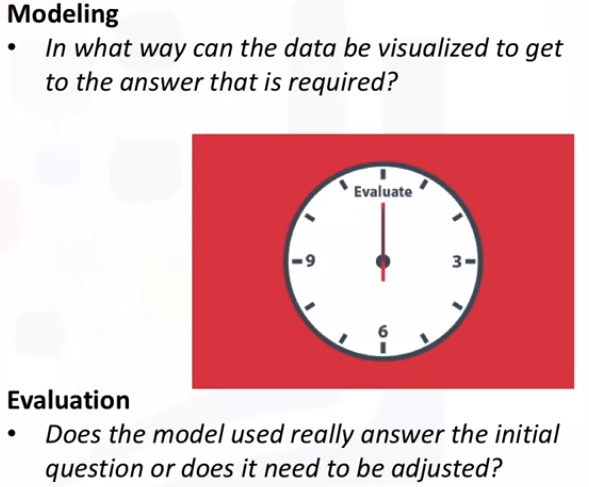 Modeling
• In what way can the data be visualized to get
to the answer that is required?
Evaluate
9
3
6
Evaluation
• Does the model used really answer the initial
question or does it need to be adjusted?